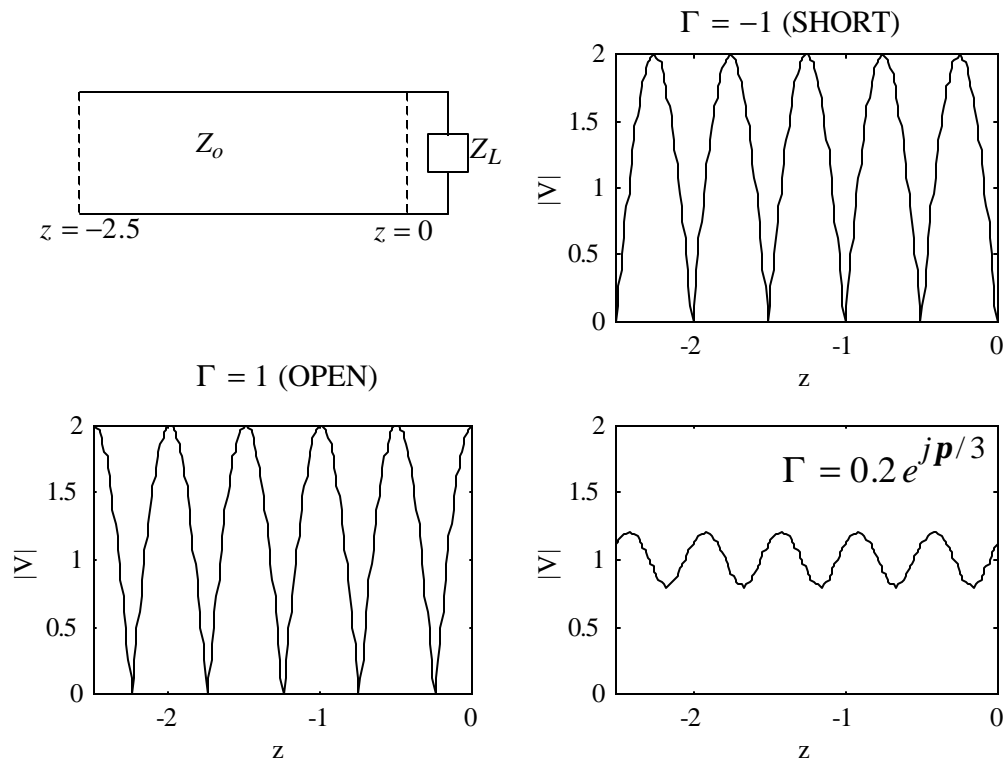 Z_o
Z_L
z = −2.5
z = 0
Γ = −1 (SHORT)
2
1.5
1
0.5
0
|V|
-2
-1
0
z
Γ = 1 (OPEN)
2
1.5
1
0.5
0
|V|
-2
-1
0
z
Γ = 0.2 e^{jp/3}
2
1.5
1
0.5
0
|V|
-2
-1
0
z